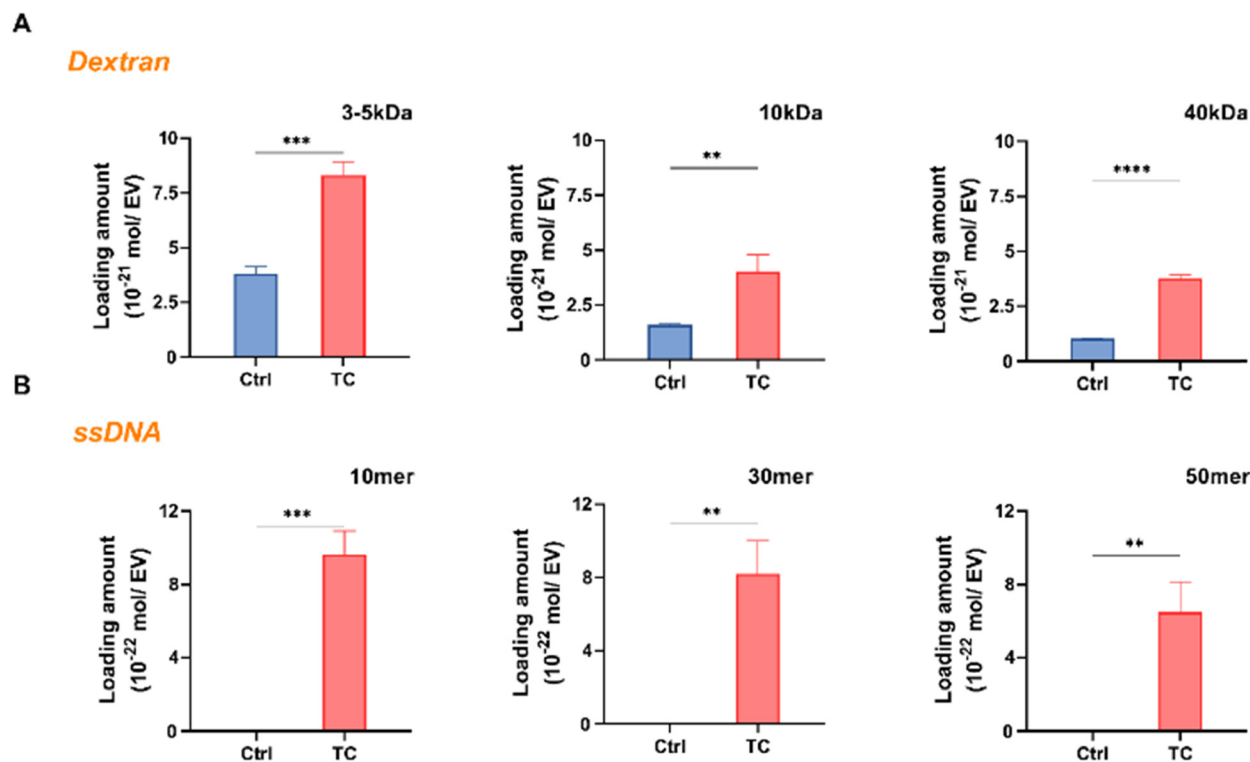 A
Dextran
3-5kDa
Loading amount
(10⁻²¹ mol/ EV)
10
7.5
5
2.5
0
***
Ctrl
TC
10kDa
Loading amount
(10⁻²¹ mol/ EV)
10
7.5
5
2.5
0
**
Ctrl
TC
40kDa
Loading amount
(10⁻²¹ mol/ EV)
10
7.5
5
2.5
0
****
Ctrl
TC
B
ssDNA
10mer
Loading amount
(10⁻²² mol/ EV)
12
8
4
0
***
Ctrl
TC
30mer
Loading amount
(10⁻²² mol/ EV)
12
8
4
0
**
Ctrl
TC
50mer
Loading amount
(10⁻²² mol/ EV)
12
8
4
0
**
Ctrl
TC